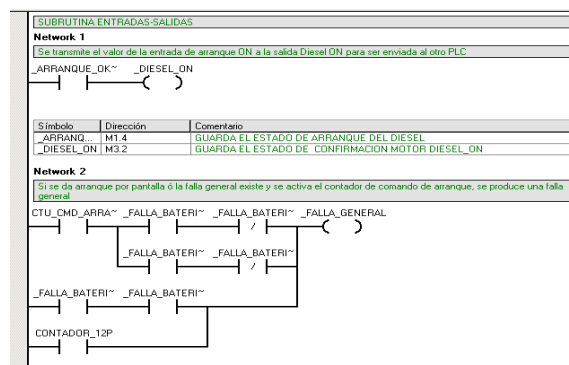 SUBRUTINA ENTRADAS-SALIDAS
Network 1
Se transmite el valor de la entrada de arranque ON a la salida Diesel ON para ser enviada al otro PLC
_ARRANQUE_OK~ _DIESEL_ON
Símbolo Dirección Comentario
_ARRANQ... M1.4 GUARDA EL ESTADO DE ARRANQUE DEL DIESEL
_DIESEL_ON M3.2 GUARDA EL ESTADO DE CONFIRMACION MOTOR DIESEL_ON
Network 2
Si se da arranque por pantalla ó la falla general existe y se activa el contador de comando de arranque, se produce una falla
general
CTU_CMD_ARRA~ _FALLA_BATERI~ _FALLA_BATERI~ _FALLA_GENERAL
_FALLA_BATERI~ _FALLA_BATERI~
_FALLA_BATERI~ _FALLA_BATERI~
CONTADOR_12P